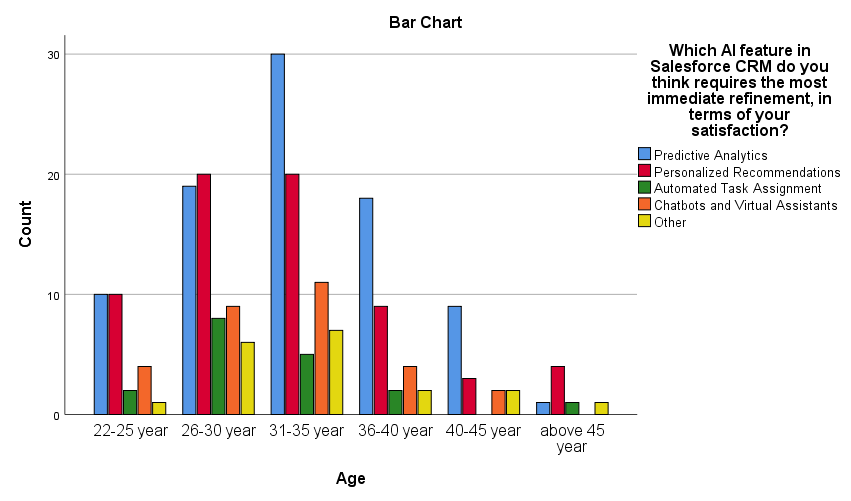 Bar Chart
Which AI feature in
Salesforce CRM do you
think requires the most
immediate refinement, in
terms of your
satisfaction?
Predictive Analytics
Personalized Recommendations
Automated Task Assignment
Chatbots and Virtual Assistants
Other
Count
30
20
10
0
22-25 year
26-30 year
31-35 year
36-40 year
40-45 year
above 45
year
Age